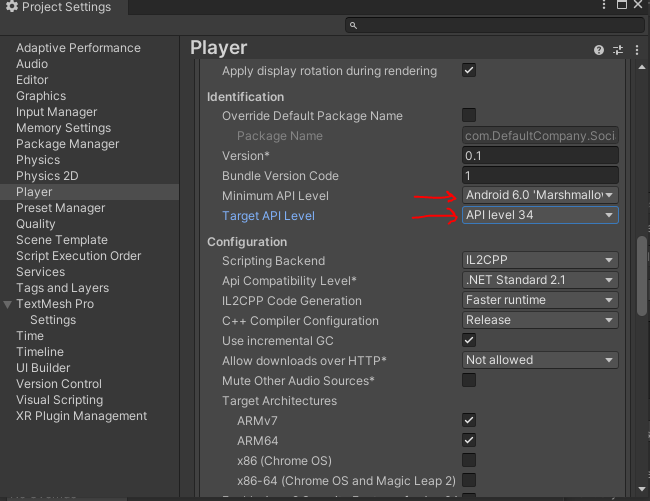 Project Settings
Adaptive Performance
Audio
Editor
Graphics
Input Manager
Memory Settings
Package Manager
Physics
Physics 2D
Player
Preset Manager
Quality
Scene Template
Script Execution Order
Services
Tags and Layers
TextMesh Pro
Settings
Time
Timeline
UI Builder
Version Control
Visual Scripting
XR Plugin Management
Player
Apply display rotation during rendering
Identification
Override Default Package Name
Package Name com.DefaultCompany.Soci
Version* 0.1
Bundle Version Code 1
Minimum API Level Android 6.0 'Marshmallo
Target API Level API level 34
Configuration
Scripting Backend IL2CPP
Api Compatibility Level* .NET Standard 2.1
IL2CPP Code Generation Faster runtime
C++ Compiler Configuration Release
Use incremental GC
Allow downloads over HTTP* Not allowed
Mute Other Audio Sources*
Target Architectures
ARMv7
ARM64
x86 (Chrome OS)
x86-64 (Chrome OS and Magic Leap 2)